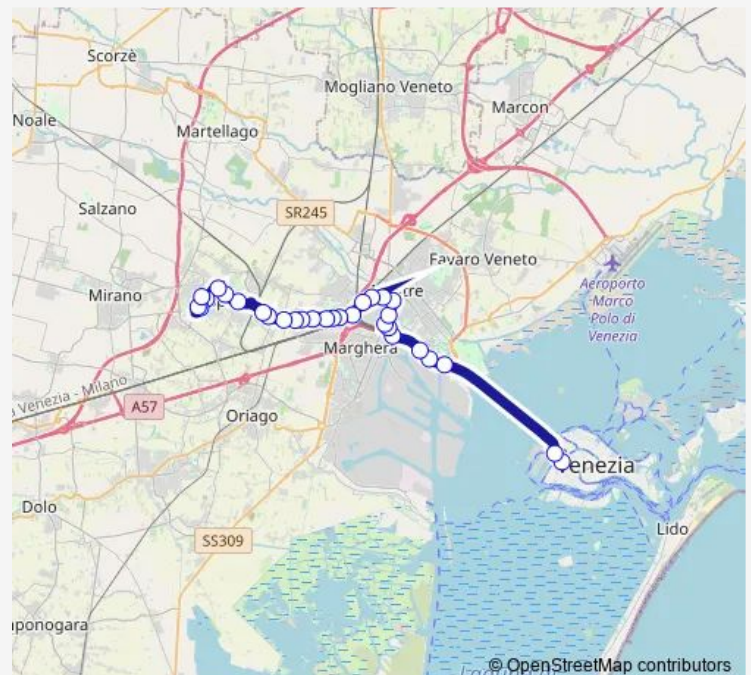 Scorzè
Mogliano Veneto
Noale
Marcon
Martellago
Salzano
SR245
Favaro Veneto
Mirano
Aeroporto
Marco
Polo di
Venezia
Marghera
Venezia - Milano
A57
Oriago
Venezia
Dolo
Lido
SS309
aponogara
© OpenStreetMap contributors